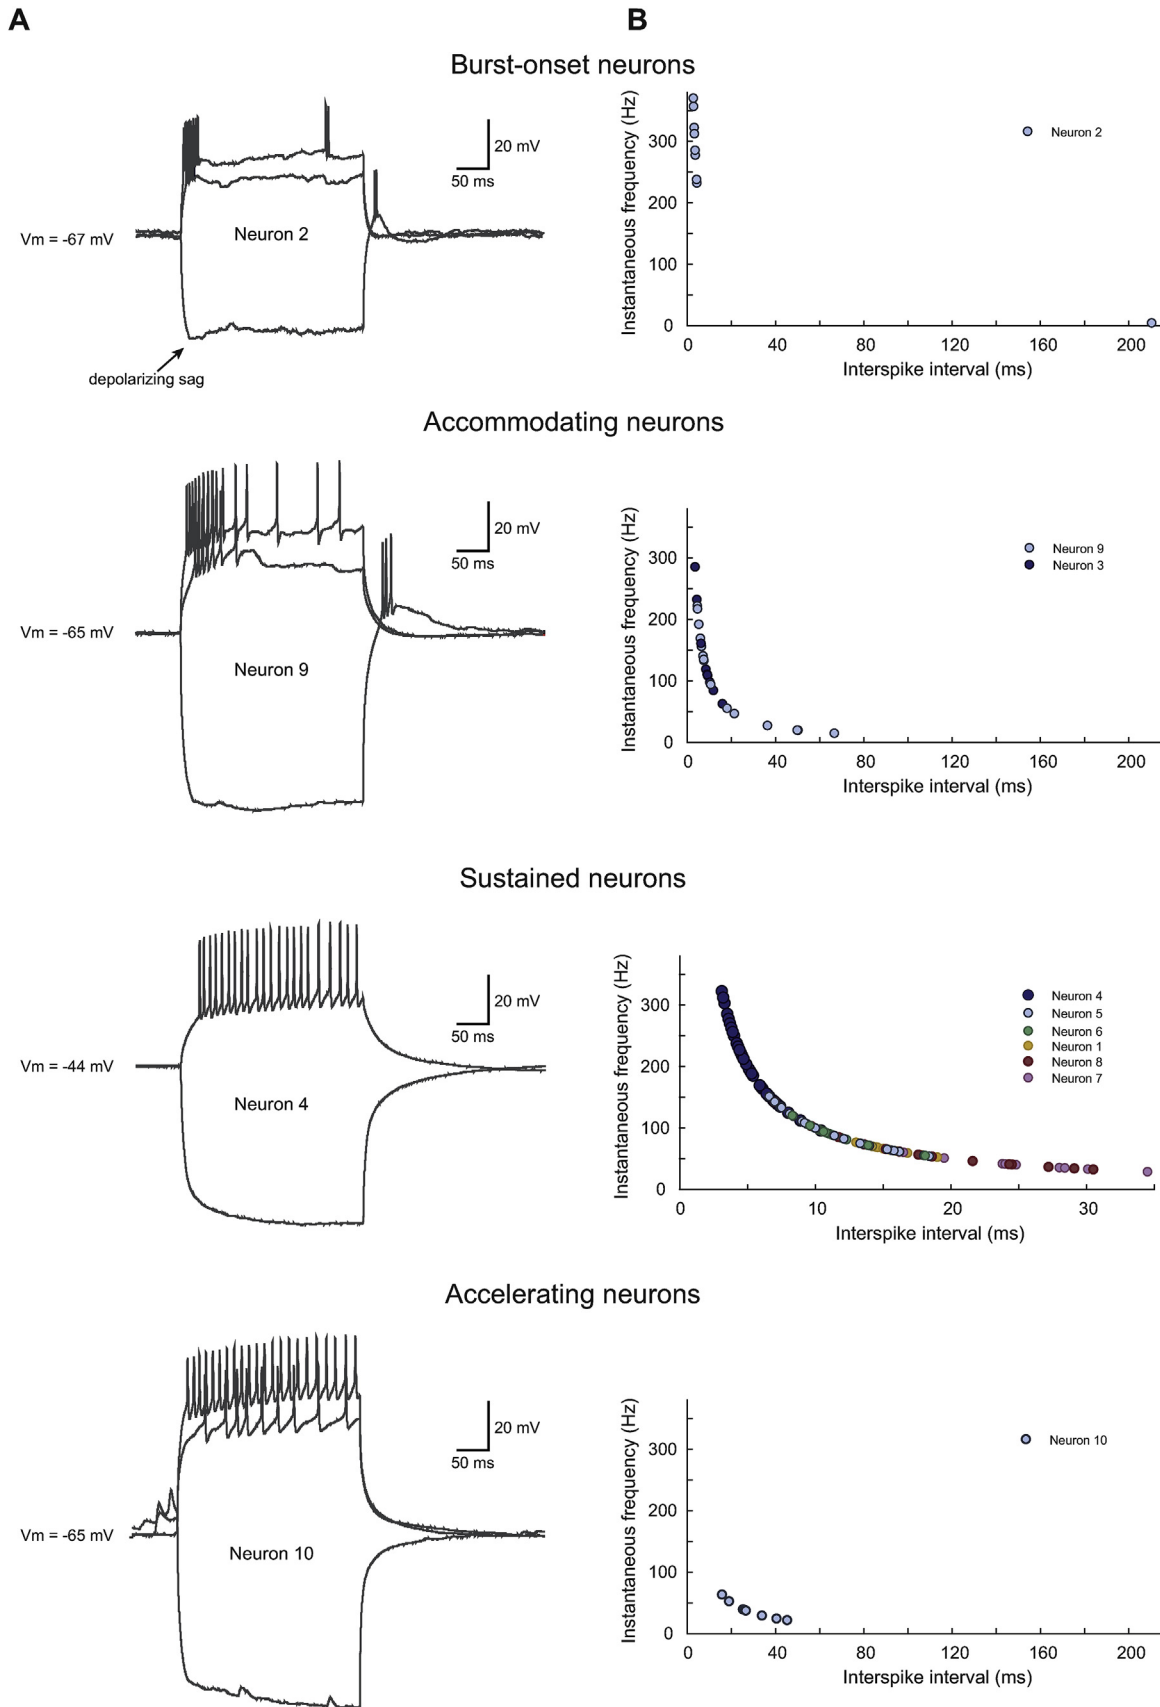 A
B
Burst-onset neurons
20 mV
50 ms
Vm = -67 mV
Neuron 2
depolarizing sag
Instantaneous frequency (Hz)
300
200
100
0
0 40 80 120 160 200
Interspike interval (ms)
Neuron 2
Accommodating neurons
20 mV
50 ms
Vm = -65 mV
Neuron 9
Instantaneous frequency (Hz)
300
200
100
0
0 40 80 120 160 200
Interspike interval (ms)
Neuron 9
Neuron 3
Sustained neurons
20 mV
50 ms
Vm = -44 mV
Neuron 4
Instantaneous frequency (Hz)
300
200
100
0
0 10 20 30
Interspike interval (ms)
Neuron 4
Neuron 5
Neuron 6
Neuron 1
Neuron 8
Neuron 7
Accelerating neurons
20 mV
50 ms
Vm = -65 mV
Neuron 10
Instantaneous frequency (Hz)
300
200
100
0
0 40 80 120 160 200
Interspike interval (ms)
Neuron 10